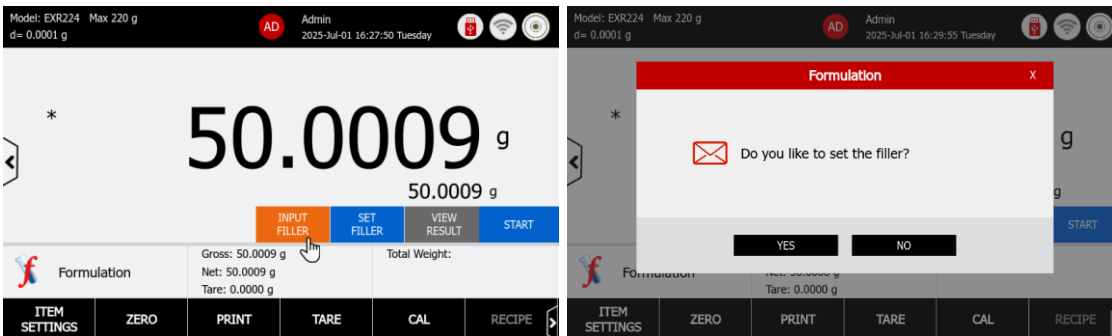 Model: EXR224 Max 220 g
d= 0.0001 g
AD
Admin
2025-Jul-01 16:27:50 Tuesday
*
50.0009 g
50.0009 g
INPUT FILLER
SET FILLER
VIEW RESULT
START
f
Formulation
Gross: 50.0009 g
Net: 50.0009 g
Tare: 0.0000 g
Total Weight:
ITEM SETTINGS
ZERO
PRINT
TARE
CAL
RECIPE
Model: EXR224 Max 220 g
d= 0.0001 g
AD
Admin
2025-Jul-01 16:29:55 Tuesday
Formulation
X
*
Do you like to set the filler?
g
g
YES
NO
START
f
Formulation
Net: 50.0009 g
Tare: 0.0000 g
ITEM SETTINGS
ZERO
PRINT
TARE
CAL
RECIPE